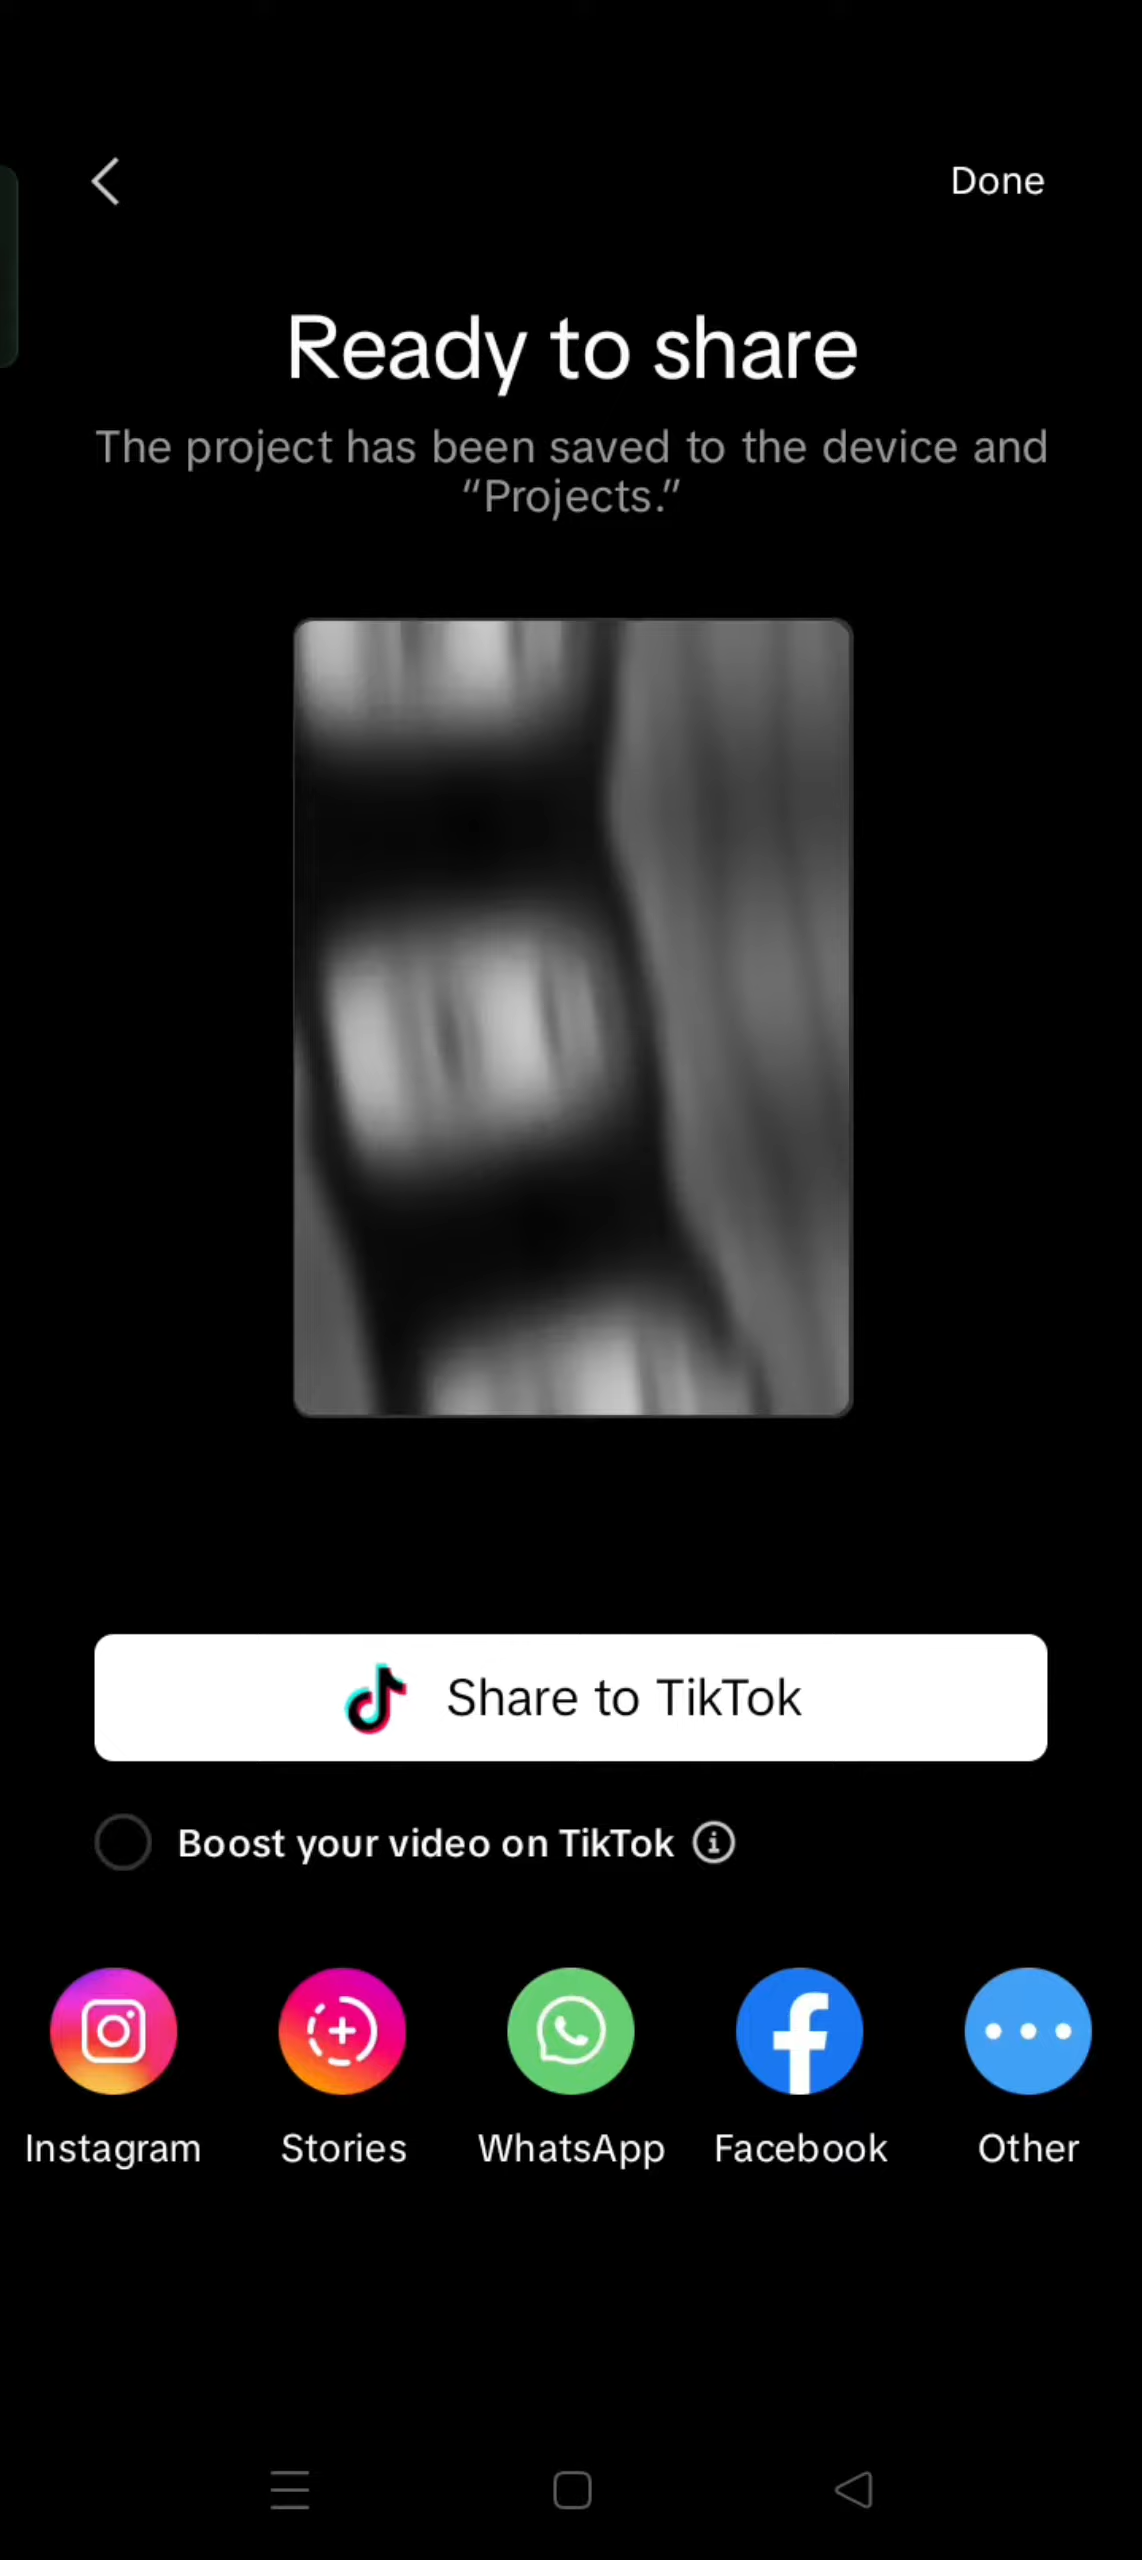 Done
Ready to share
The project has been saved to the device and
“Projects.”
Share to TikTok
Boost your video on TikTok
Instagram
Stories
WhatsApp
Facebook
Other